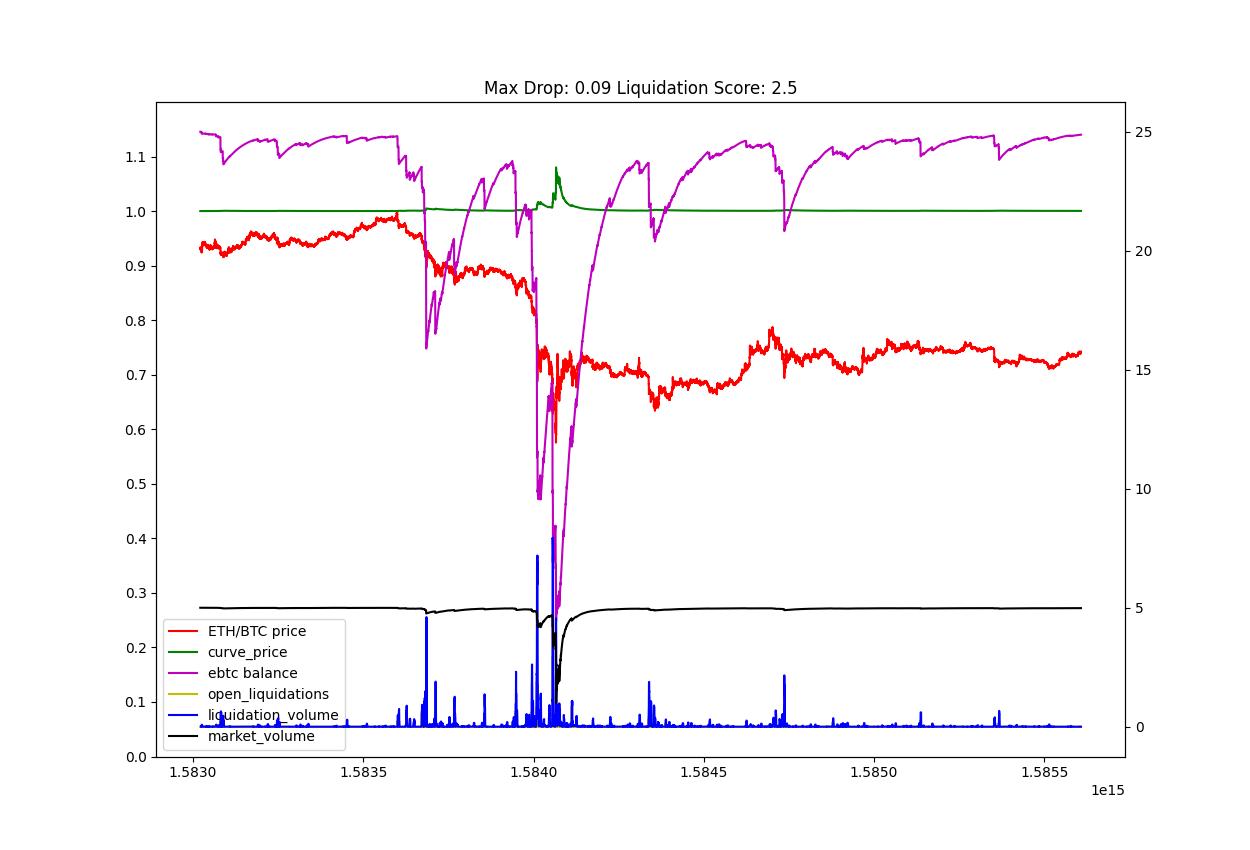 Max Drop: 0.09 Liquidation Score: 2.5
1.1
1.0
0.9
0.8
0.7
0.6
0.5
0.4
0.3
0.2
0.1
0.0
25
20
15
10
5
0
ETH/BTC price
curve_price
ebtc balance
open_liquidations
liquidation_volume
market_volume
1.5830 1.5835 1.5840 1.5845 1.5850 1.5855
1e15